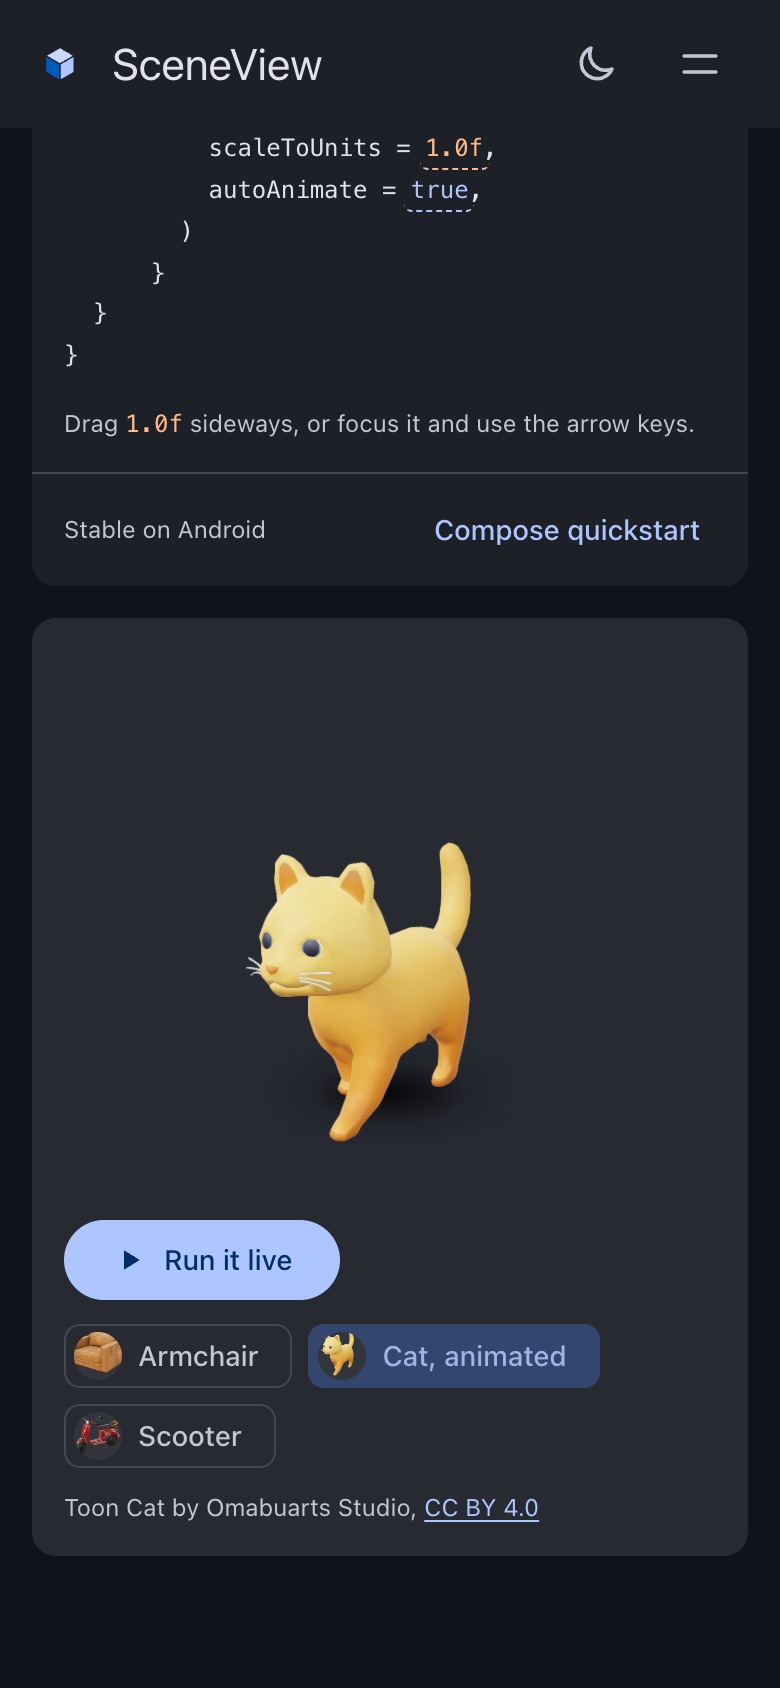 SceneView
scaleToUnits = 1.0f,
autoAnimate = true,
)
}
}
}
Drag 1.0f sideways, or focus it and use the arrow keys.
Stable on Android
Compose quickstart
Run it live
Armchair
Cat, animated
Scooter
Toon Cat by Omabuarts Studio, CC BY 4.0